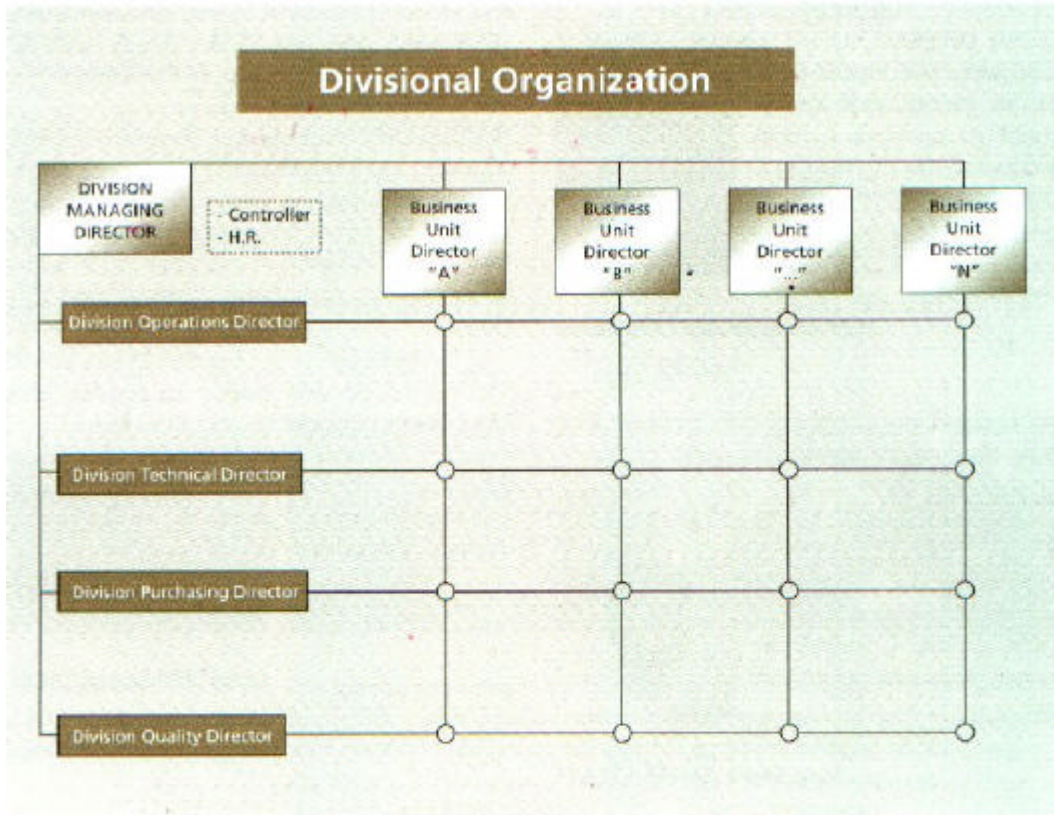 Divisional Organization
DIVISION
MANAGING
DIRECTOR
- Controller
- H.R.
Business
Unit
Director
"A"
Business
Unit
Director
"B"
Business
Unit
Director
"..."
Business
Unit
Director
"N"
Division Operations Director
Division Technical Director
Division Purchasing Director
Division Quality Director